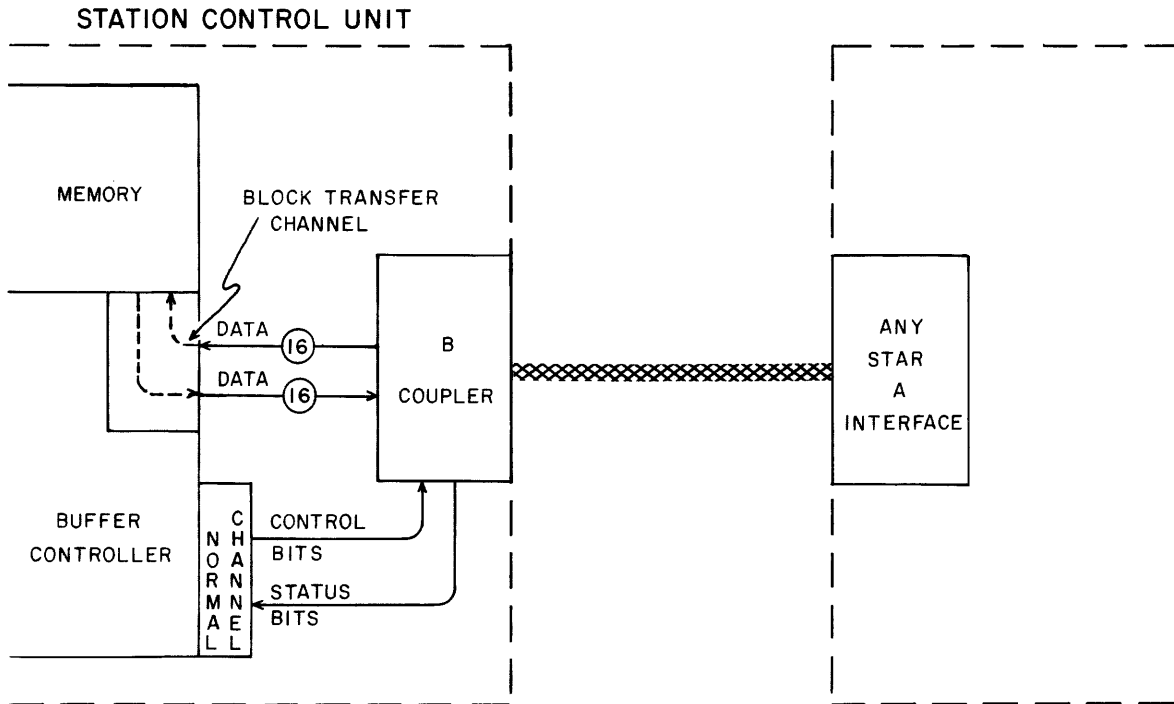 STATION CONTROL UNIT
MEMORY
BLOCK TRANSFER
CHANNEL
DATA
16
DATA
16
B
COUPLER
ANY
STAR
A
INTERFACE
BUFFER
CONTROLLER
NORMAL
CHANNEL
CONTROL
BITS
STATUS
BITS